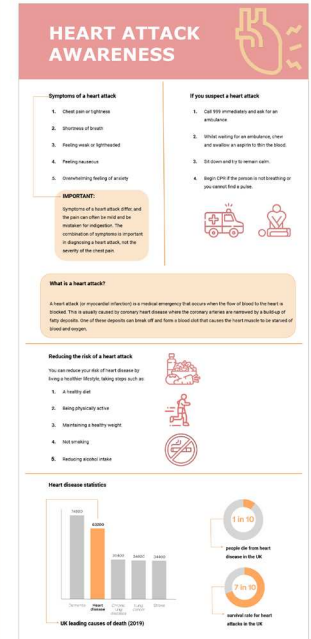 HEART ATTACK
AWARENESS
Symptoms of a heart attack
1. Chest pain or tightness
2. Shortness of breath
3. Feeling weak or lightheaded
4. Feeling nauseous
5. Overwhelming feeling of anxiety
IMPORTANT:
Symptoms of a heart attack differ, and
the pain can often be mild and be
mistaken for indigestion. The
combination of symptoms is important
in diagnosing a heart attack, not the
severity of the chest pain.
If you suspect a heart attack
1. Call 999 immediately and ask for an
ambulance
2. Whilst waiting for an ambulance, chew
and swallow an aspirin to thin the blood.
3. Sit down and try to remain calm.
4. Begin CPR if the person is not breathing or
you cannot find a pulse.
What is a heart attack?
A heart attack (or myocardial infarction) is a medical emergency that occurs when the flow of blood to the heart is
blocked. This is usually caused by coronary heart disease where the coronary arteries are narrowed by a build-up of
fatty deposits. One of these deposits can break off and form a blood clot that causes the heart muscle to be starved of
blood and oxygen.
Reducing the risk of a heart attack
You can reduce your risk of heart disease by
living a healthier lifestyle, taking steps such as:
1. A healthy diet
2. Being physically active
3. Maintaining a healthy weight
4. Not smoking
5. Reducing alcohol intake
Heart disease statistics
Dementia
Heart
disease
Chronic
lung
disease
Lung
cancer
Stroke
UK leading causes of death (2019)
1 in 10
people die from heart
disease in the UK
7 in 10
survival rate for heart
attacks in the UK